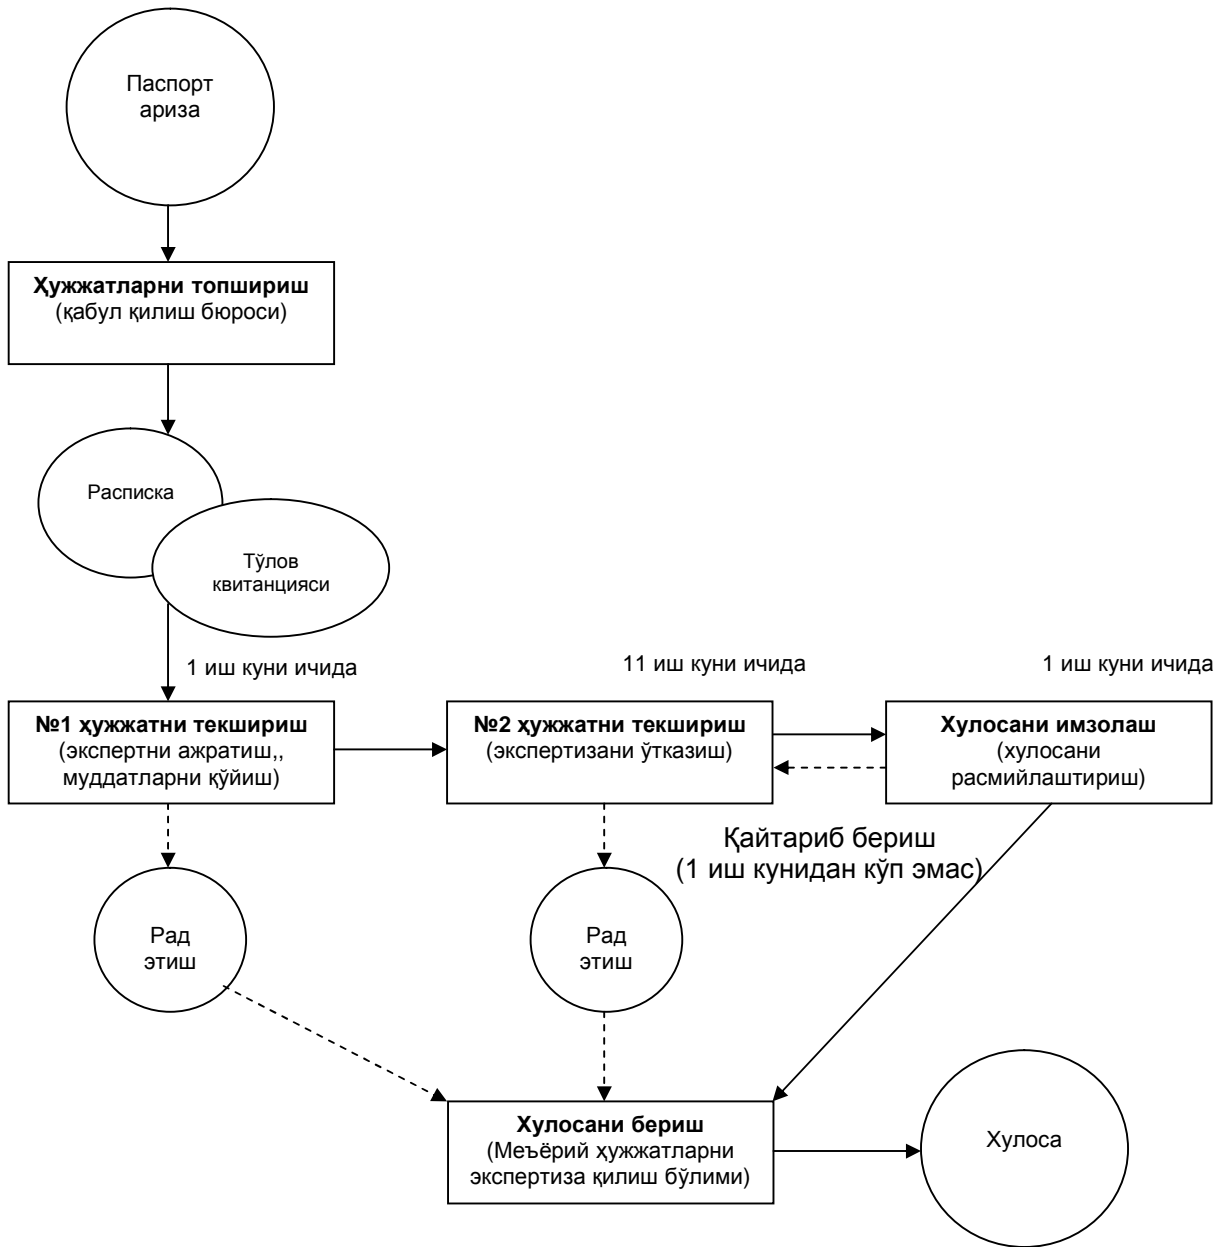 Паспорт
ариза
Ҳужжатларни топшириш
(қабул қилиш бюроси)
Расписка
Тўлов
квитанцияси
1 иш куни ичида
11 иш куни ичида
1 иш куни ичида
№1 ҳужжатни текшириш
(экспертни ажратиш,,
муддатларни қўйиш)
№2 ҳужжатни текшириш
(экспертизани ўтказиш)
Хулосани имзолаш
(хулосани
расмийлаштириш)
Қайтариб бериш
(1 иш кунидан кўп эмас)
Рад
этиш
Рад
этиш
Хулосани бериш
(Меъёрий ҳужжатларни
экспертиза қилиш бўлими)
Хулоса